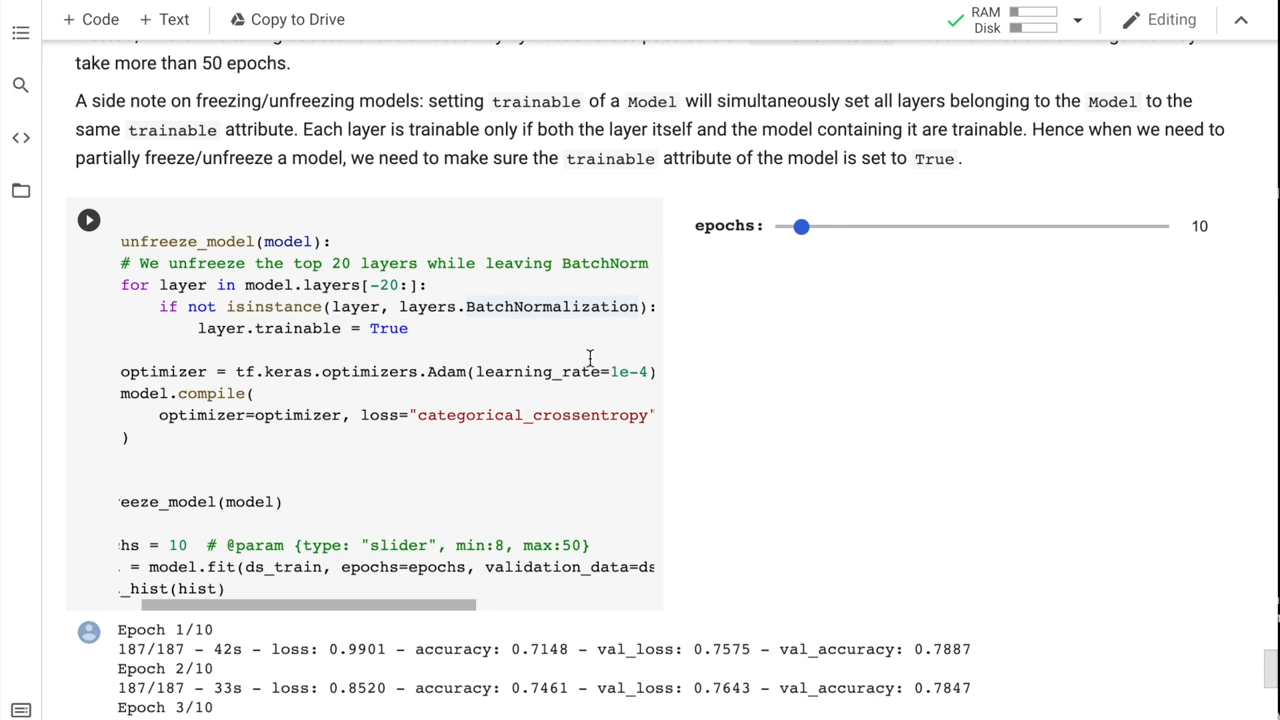 + Code + Text Copy to Drive
RAM
Disk
Editing
take more than 50 epochs.
A side note on freezing/unfreezing models: setting trainable of a Model will simultaneously set all layers belonging to the Model to the
same trainable attribute. Each layer is trainable only if both the layer itself and the model containing it are trainable. Hence when we need to
partially freeze/unfreeze a model, we need to make sure the trainable attribute of the model is set to True.
unfreeze_model(model):
# We unfreeze the top 20 layers while leaving BatchNorm
for layer in model.layers[-20:]:
if not isinstance(layer, layers.BatchNormalization):
layer.trainable = True
optimizer = tf.keras.optimizers.Adam(learning_rate=1e-4)
model.compile(
optimizer=optimizer, loss="categorical_crossentropy"
)
eeze_model(model)
hs = 10 # @param {type: "slider", min:8, max:50}
= model.fit(ds_train, epochs=epochs, validation_data=ds
_hist(hist)
epochs: 10
Epoch 1/10
187/187 - 42s - loss: 0.9901 - accuracy: 0.7148 - val_loss: 0.7575 - val_accuracy: 0.7887
Epoch 2/10
187/187 - 33s - loss: 0.8520 - accuracy: 0.7461 - val_loss: 0.7643 - val_accuracy: 0.7847
Epoch 3/10